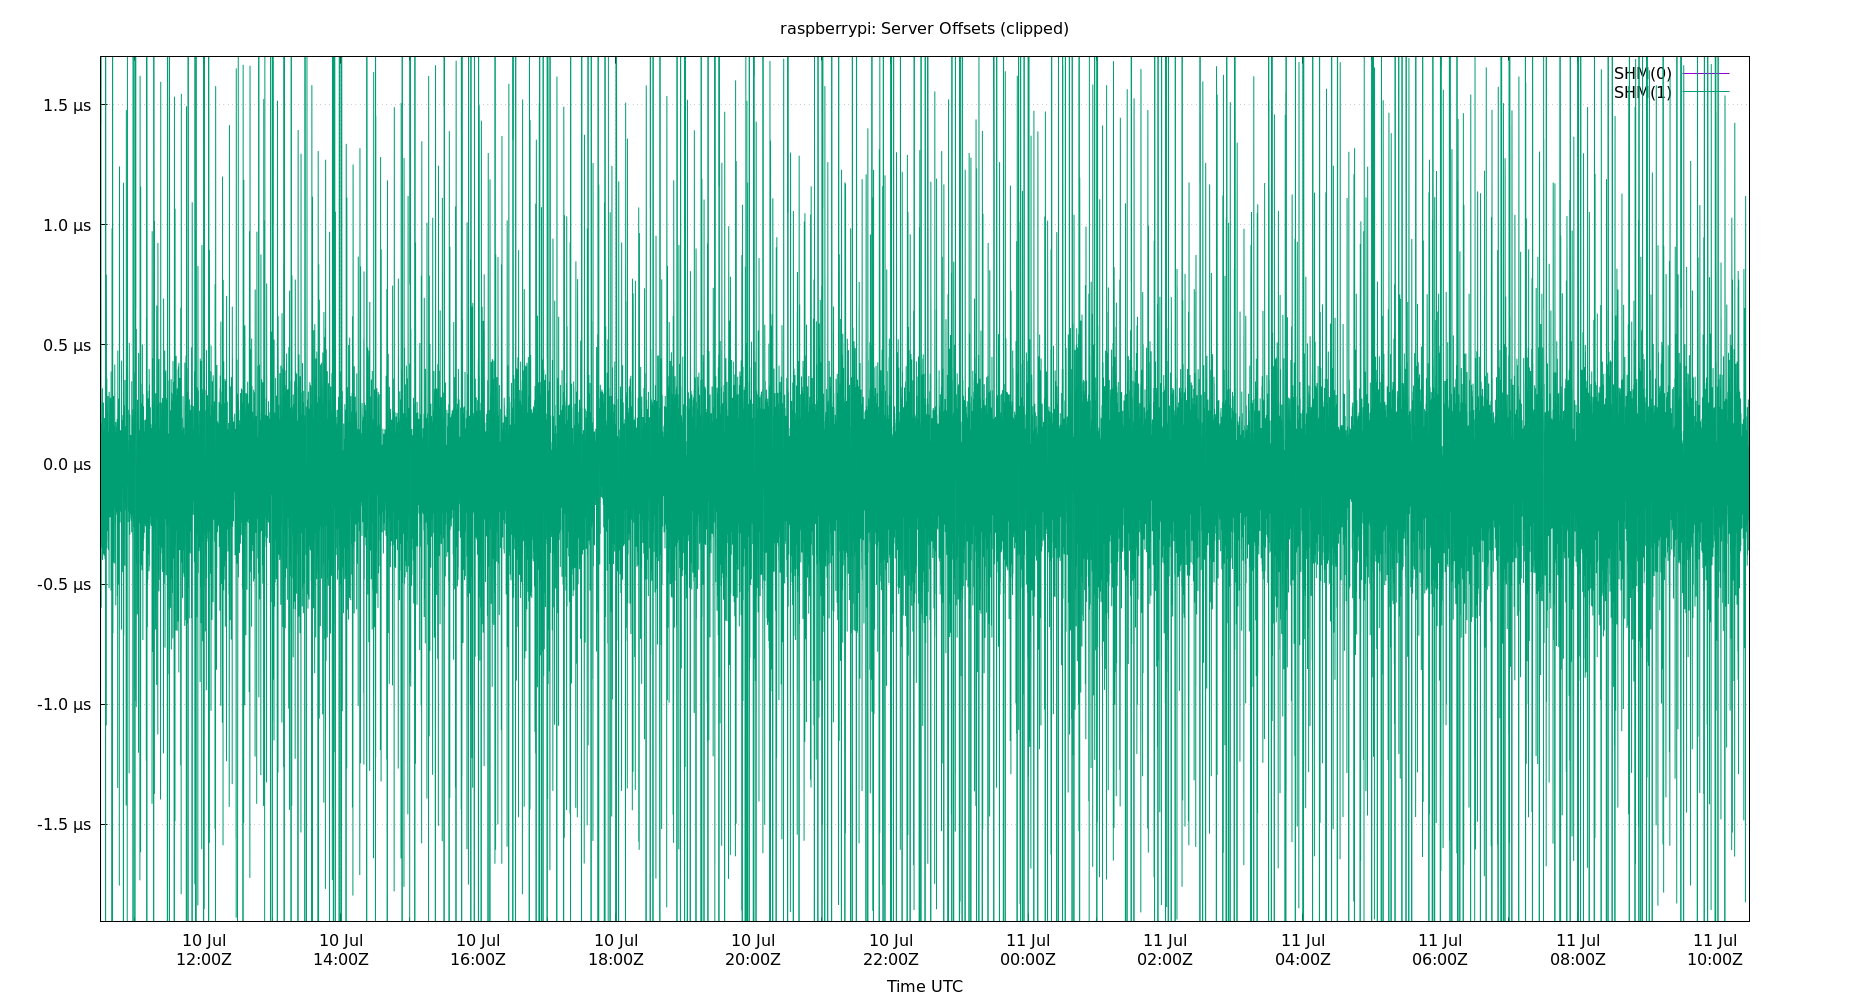 raspberrypi: Server Offsets (clipped)
SHM(0)
SHM(1)
1.5 µs
1.0 µs
0.5 µs
0.0 µs
-0.5 µs
-1.0 µs
-1.5 µs
10 Jul 10 Jul 10 Jul 10 Jul 10 Jul 10 Jul 11 Jul 11 Jul 11 Jul 11 Jul 11 Jul 11 Jul
12:00Z 14:00Z 16:00Z 18:00Z 20:00Z 22:00Z 00:00Z 02:00Z 04:00Z 06:00Z 08:00Z 10:00Z
Time UTC